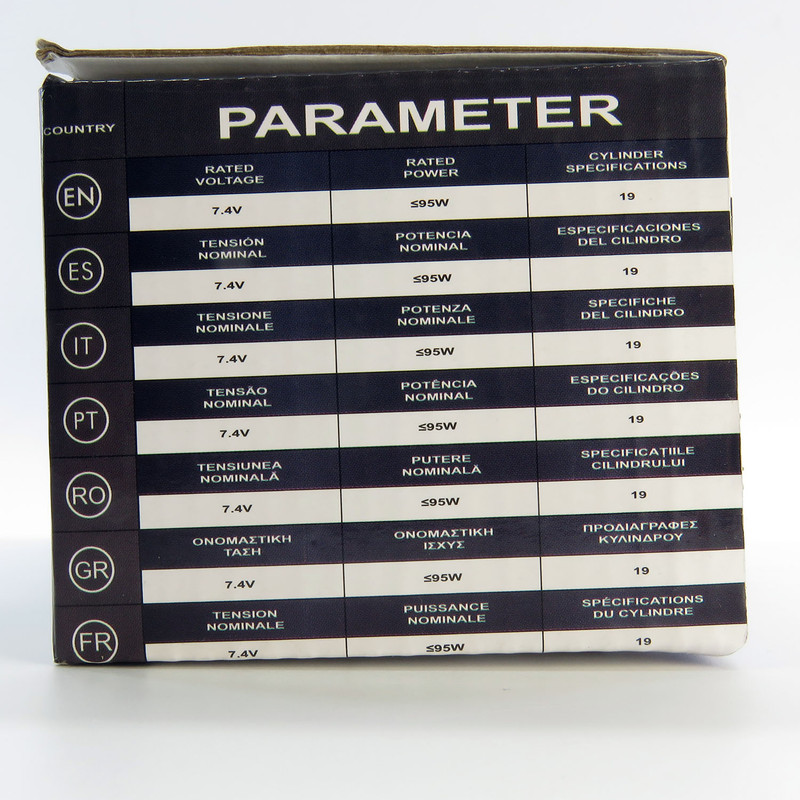 COUNTRY PARAMETER
RATED VOLTAGE RATED POWER CYLINDER SPECIFICATIONS
EN 7.4V ≤95W 19
TENSIÓN NOMINAL POTENCIA NOMINAL ESPECIFICACIONES DEL CILINDRO
ES 7.4V ≤95W 19
TENSIONE NOMINALE POTENZA NOMINALE SPECIFICHE DEL CILINDRO
IT 7.4V ≤95W 19
TENSÃO NOMINAL POTÊNCIA NOMINAL ESPECIFICAÇÕES DO CILINDRO
PT 7.4V ≤95W 19
TENSIUNEA NOMINALĂ PUTERE NOMINALĂ SPECIFICAȚIILE CILINDRULUI
RO 7.4V ≤95W 19
ΟΝΟΜΑΣΤΙΚΗ ΤΑΣΗ ΟΝΟΜΑΣΤΙΚΗ ΙΣΧΥΣ ΠΡΟΔΙΑΓΡΑΦΕΣ ΚΥΛΙΝΔΡΟΥ
GR 7.4V ≤95W 19
TENSION NOMINALE PUISSANCE NOMINALE SPÉCIFICATIONS DU CYLINDRE
FR 7.4V ≤95W 19